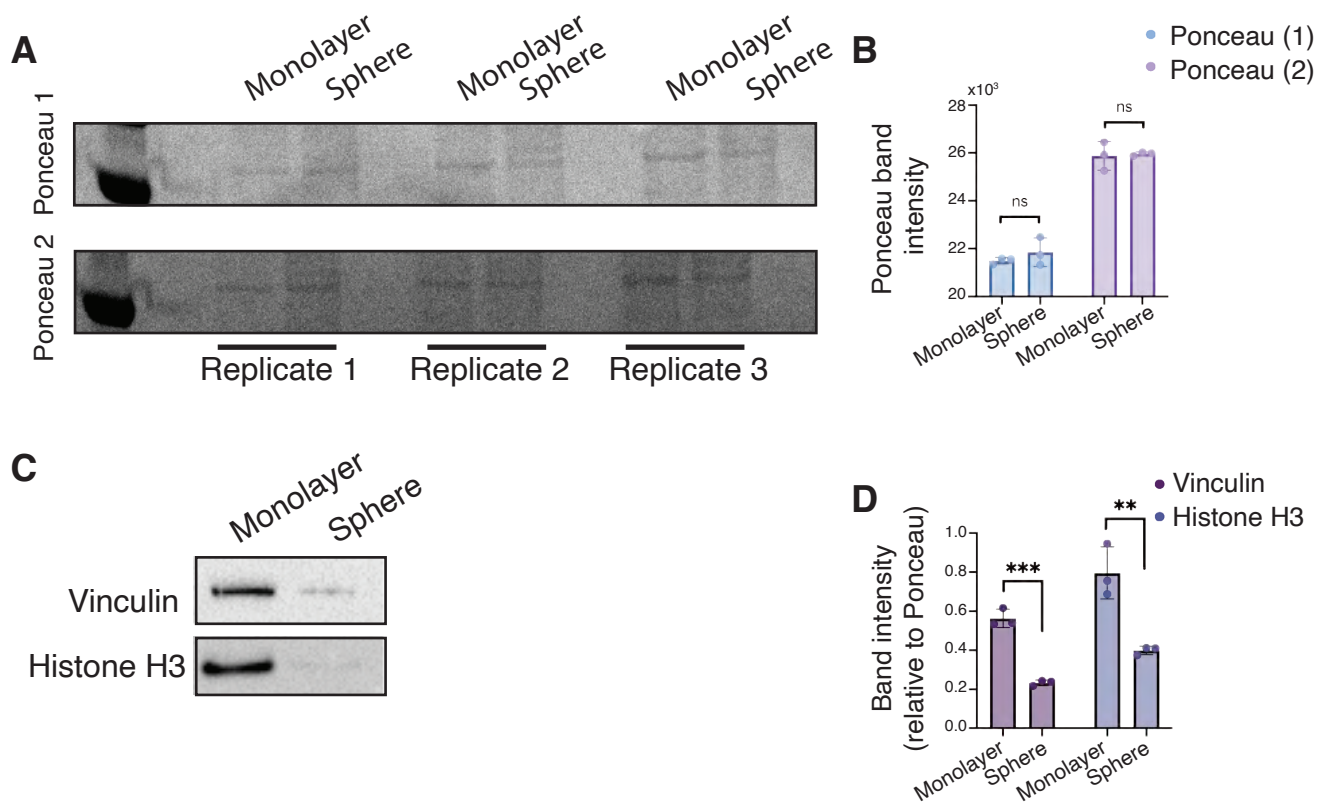 A
Monolayer
Sphere
Monolayer
Sphere
Monolayer
Sphere
Ponceau 1
Ponceau 2
Replicate 1
Replicate 2
Replicate 3
B
Ponceau (1)
Ponceau (2)
x10³
Ponceau band
intensity
28
26
24
22
20
ns
ns
Monolayer
Sphere
Monolayer
Sphere
C
Monolayer
Sphere
Vinculin
Histone H3
D
Vinculin
Histone H3
Band intensity
(relative to Ponceau)
1.0
0.8
0.6
0.4
0.2
0.0
***
**
Monolayer
Sphere
Monolayer
Sphere